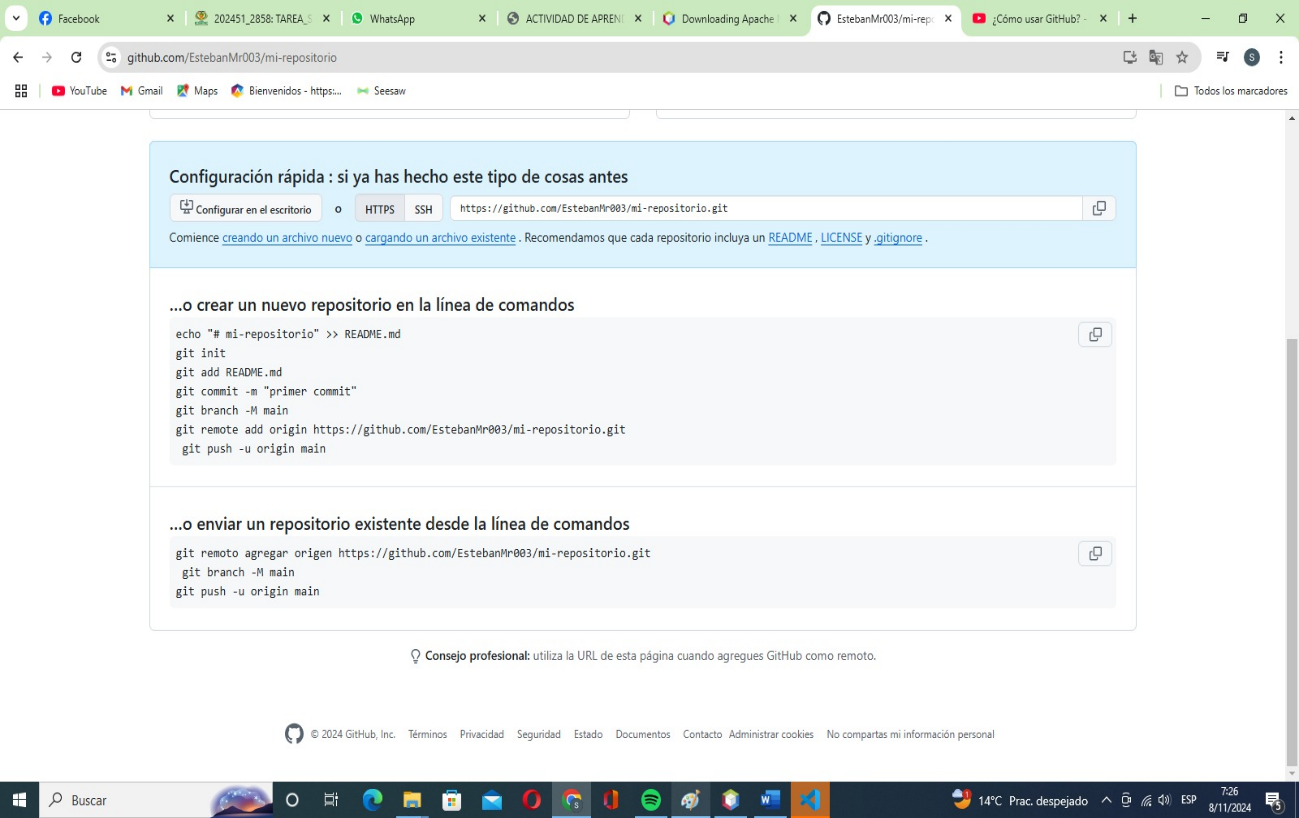 Facebook
202451_2858: TAREA_S
WhatsApp
ACTIVIDAD DE APREN
Downloading Apache
EstebanMr003/mi-repo
¿Cómo usar GitHub? -
github.com/EstebanMr003/mi-repositorio
S
YouTube
Gmail
Maps
Bienvenidos - https:...
Seesaw
Todos los marcadores
Configuración rápida : si ya has hecho este tipo de cosas antes
Configurar en el escritorio o HTTPS SSH https://github.com/EstebanMr003/mi-repositorio.git
Comience creando un archivo nuevo o cargando un archivo existente . Recomendamos que cada repositorio incluya un README , LICENSE y .gitignore .
...o crear un nuevo repositorio en la línea de comandos
echo "# mi-repositorio" >> README.md
git init
git add README.md
git commit -m "primer commit"
git branch -M main
git remote add origin https://github.com/EstebanMr003/mi-repositorio.git
git push -u origin main
...o enviar un repositorio existente desde la línea de comandos
git remoto agregar origen https://github.com/EstebanMr003/mi-repositorio.git
git branch -M main
git push -u origin main
Consejo profesional: utiliza la URL de esta página cuando agregues GitHub como remoto.
© 2024 GitHub, Inc. Términos Privacidad Seguridad Estado Documentos Contacto Administrar cookies No compartas mi información personal
Buscar
14°C Prac. despejado
ESP
7:26
8/11/2024
5